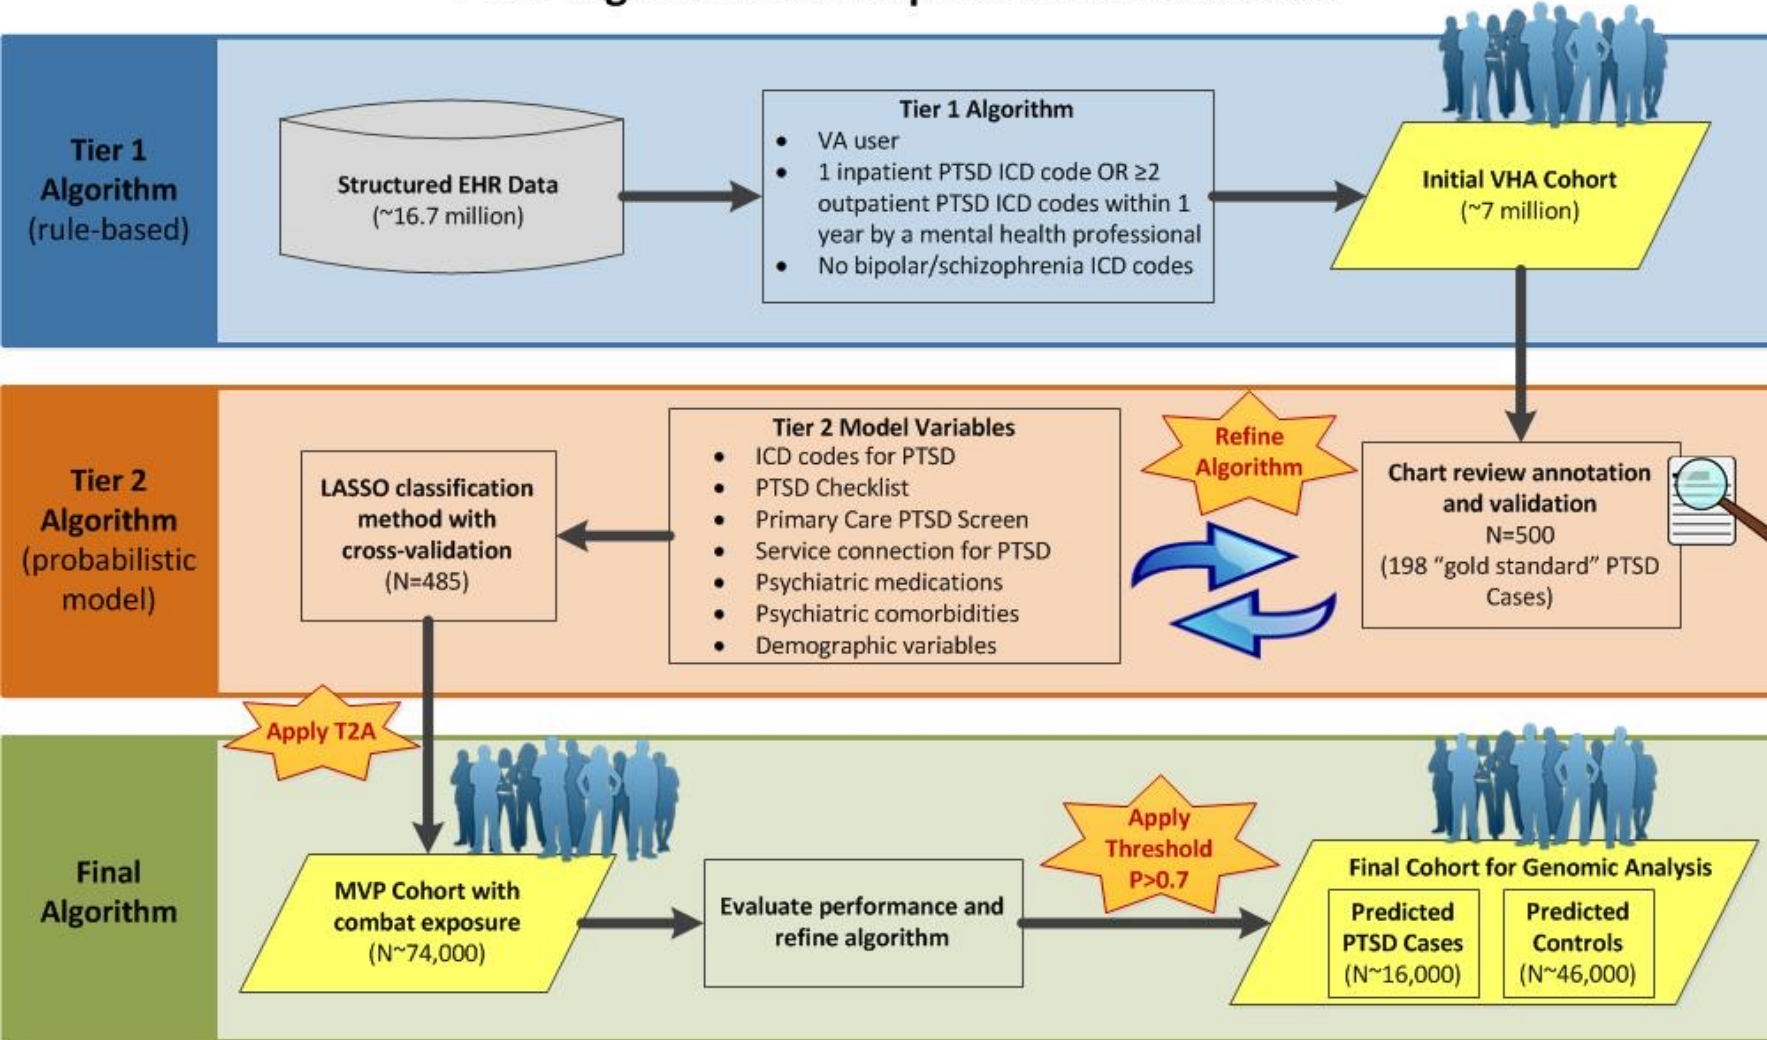 Tier 1
Algorithm
(rule-based)
Structured EHR Data
(~16.7 million)
Tier 1 Algorithm
• VA user
• 1 inpatient PTSD ICD code OR ≥2
outpatient PTSD ICD codes within 1
year by a mental health professional
• No bipolar/schizophrenia ICD codes
Initial VHA Cohort
(~7 million)
Tier 2
Algorithm
(probabilistic
model)
LASSO classification
method with
cross-validation
(N=485)
Tier 2 Model Variables
• ICD codes for PTSD
• PTSD Checklist
• Primary Care PTSD Screen
• Service connection for PTSD
• Psychiatric medications
• Psychiatric comorbidities
• Demographic variables
Refine
Algorithm
Chart review annotation
and validation
N=500
(198 “gold standard” PTSD
Cases)
Apply T2A
Final
Algorithm
MVP Cohort with
combat exposure
(N~74,000)
Evaluate performance and
refine algorithm
Apply
Threshold
P>0.7
Final Cohort for Genomic Analysis
Predicted
PTSD Cases
(N~16,000)
Predicted
Controls
(N~46,000)